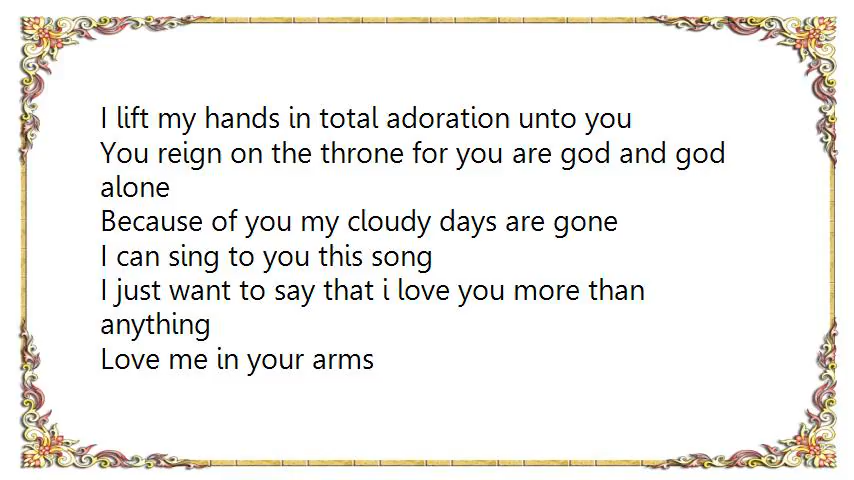 I lift my hands in total adoration unto you
You reign on the throne for you are god and god
alone
Because of you my cloudy days are gone
I can sing to you this song
I just want to say that i love you more than
anything
Love me in your arms